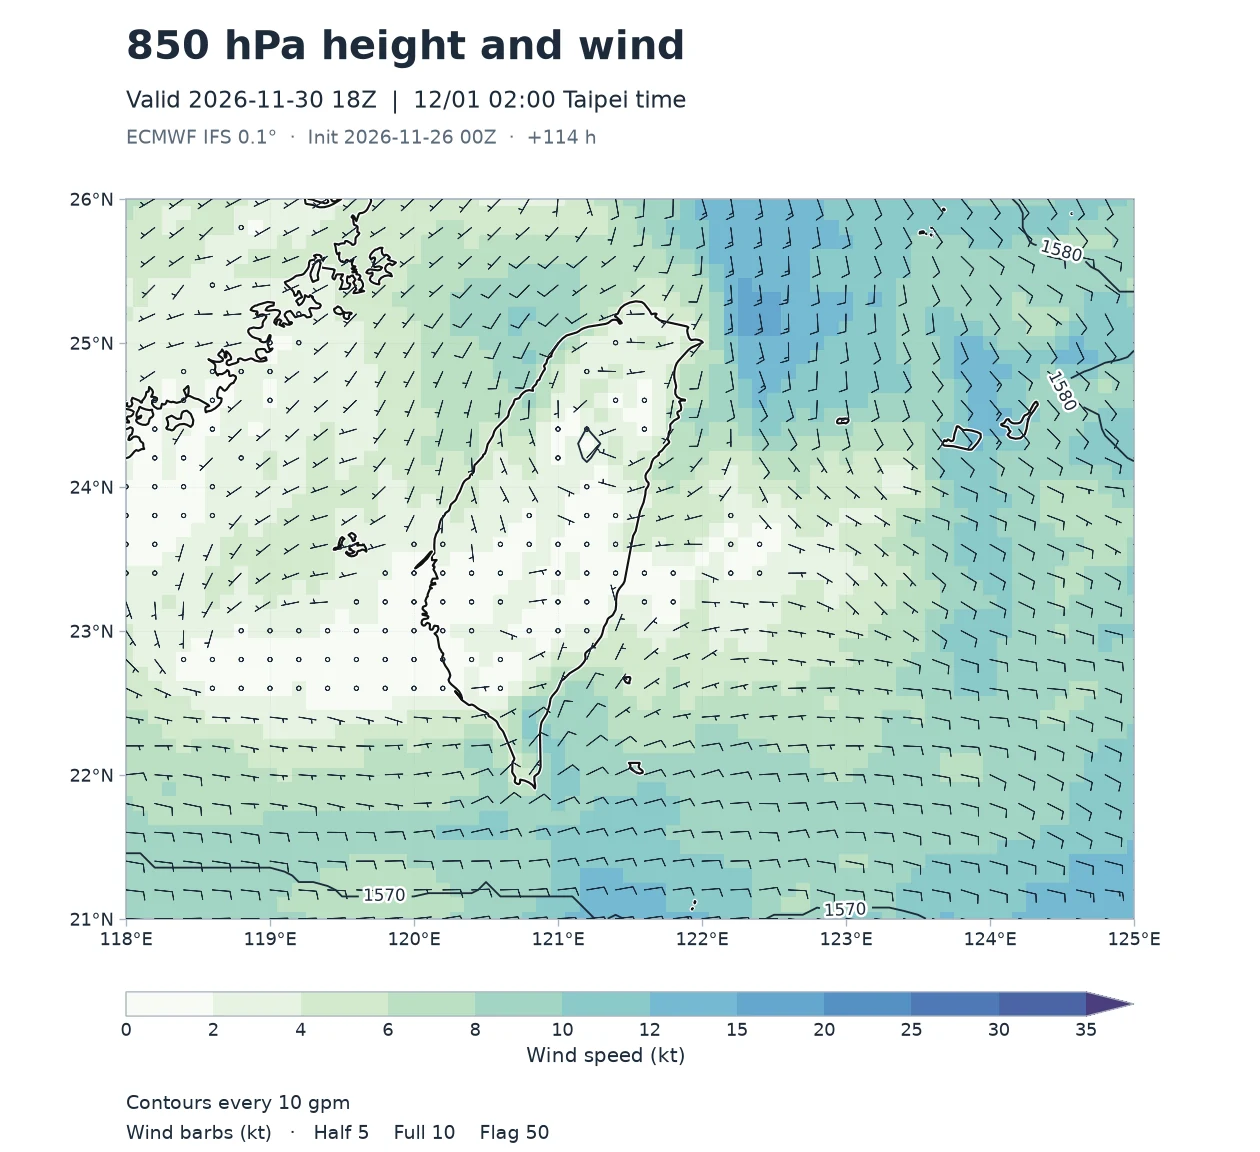 850 hPa height and wind
Valid 2026-11-30 18Z | 12/01 02:00 Taipei time
ECMWF IFS 0.1° · Init 2026-11-26 00Z · +114 h
26°N
25°N
24°N
23°N
22°N
21°N
1580
1580
1570
1570
118°E 119°E 120°E 121°E 122°E 123°E 124°E 125°E
0 2 4 6 8 10 12 15 20 25 30 35
Wind speed (kt)
Contours every 10 gpm
Wind barbs (kt) · Half 5 Full 10 Flag 50